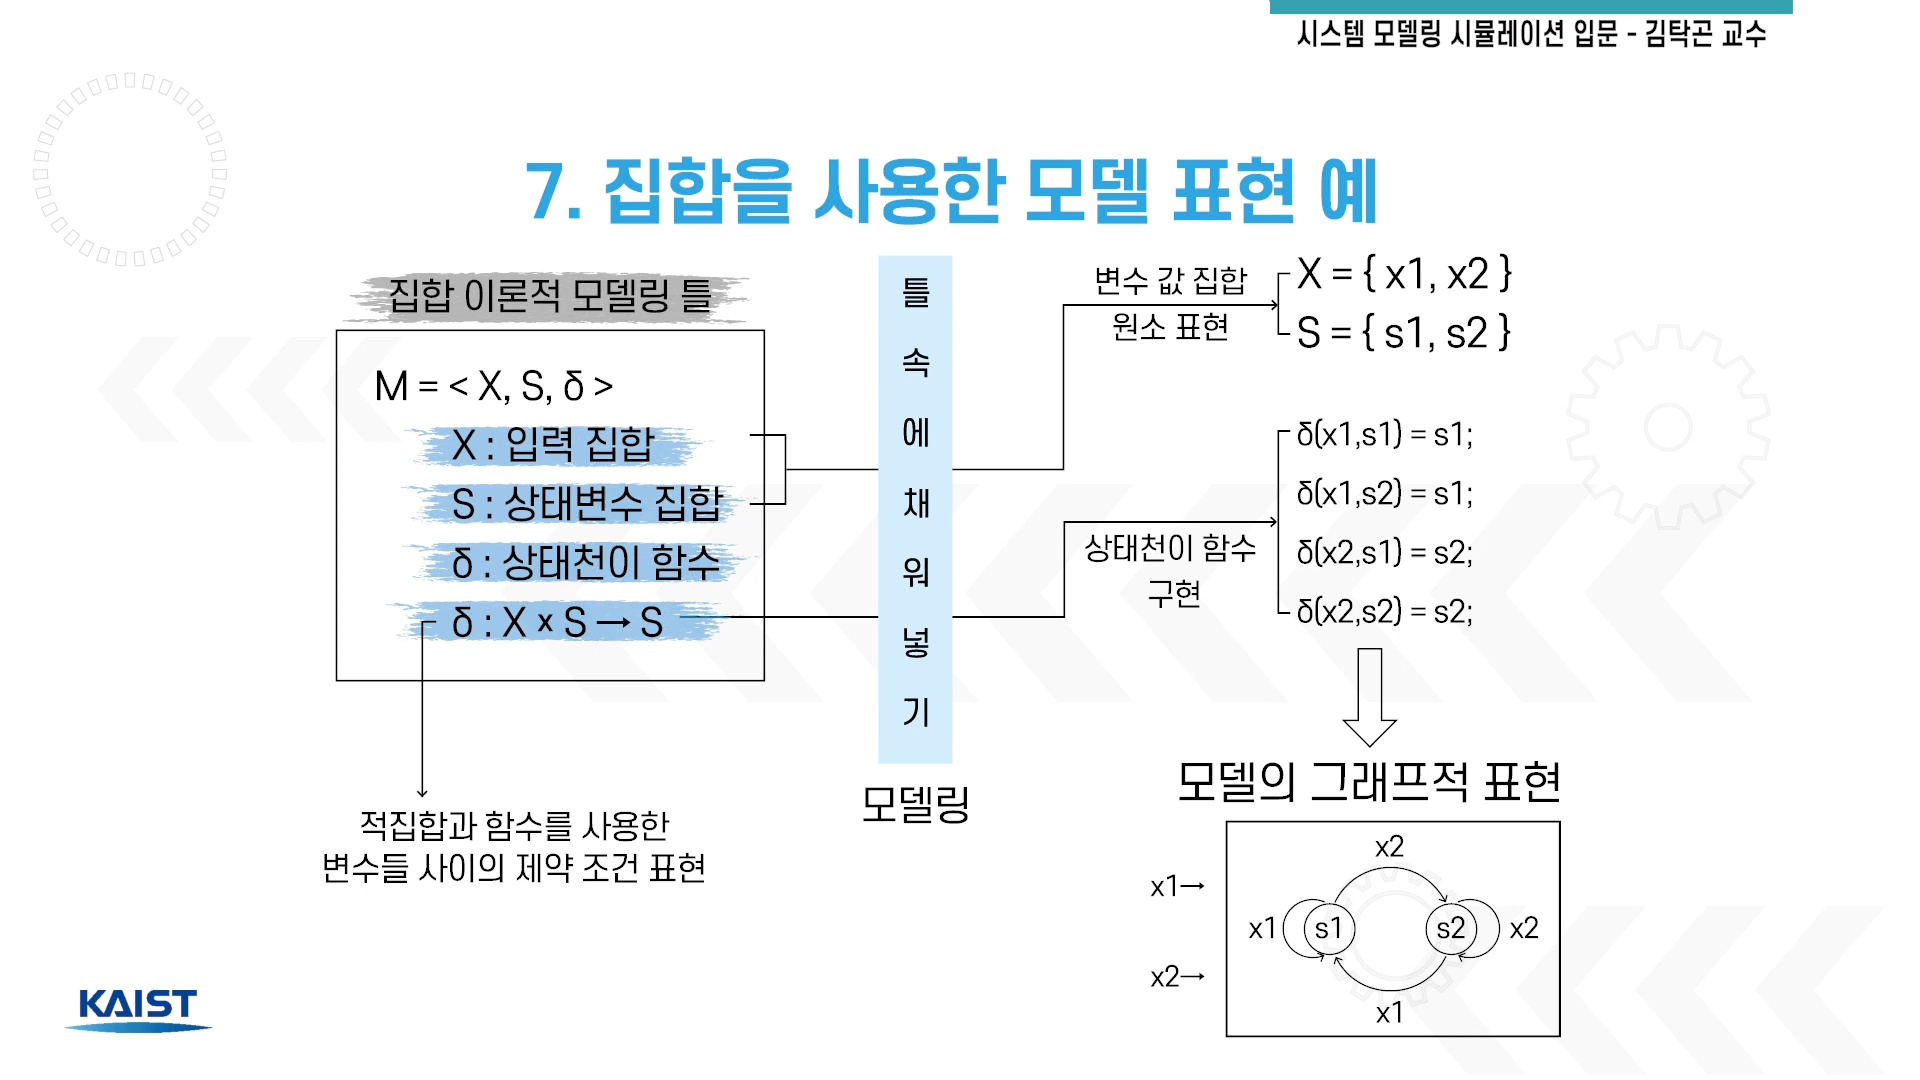 시스템 모델링 시뮬레이션 입문 - 김탁곤 교수
7. 집합을 사용한 모델 표현 예
집합 이론적 모델링 틀
M = < X, S, δ >
X : 입력 집합
S : 상태변수 집합
δ : 상태천이 함수
δ : X × S → S
적집합과 함수를 사용한
변수들 사이의 제약 조건 표현
틀
속
에
채
워
넣
기
모델링
변수 값 집합
원소 표현
X = { x1, x2 }
S = { s1, s2 }
상태천이 함수
구현
δ(x1,s1) = s1;
δ(x1,s2) = s1;
δ(x2,s1) = s2;
δ(x2,s2) = s2;
모델의 그래프적 표현
x2
x1→
x1
s1
s2
x2
x2→
x1
KAIST